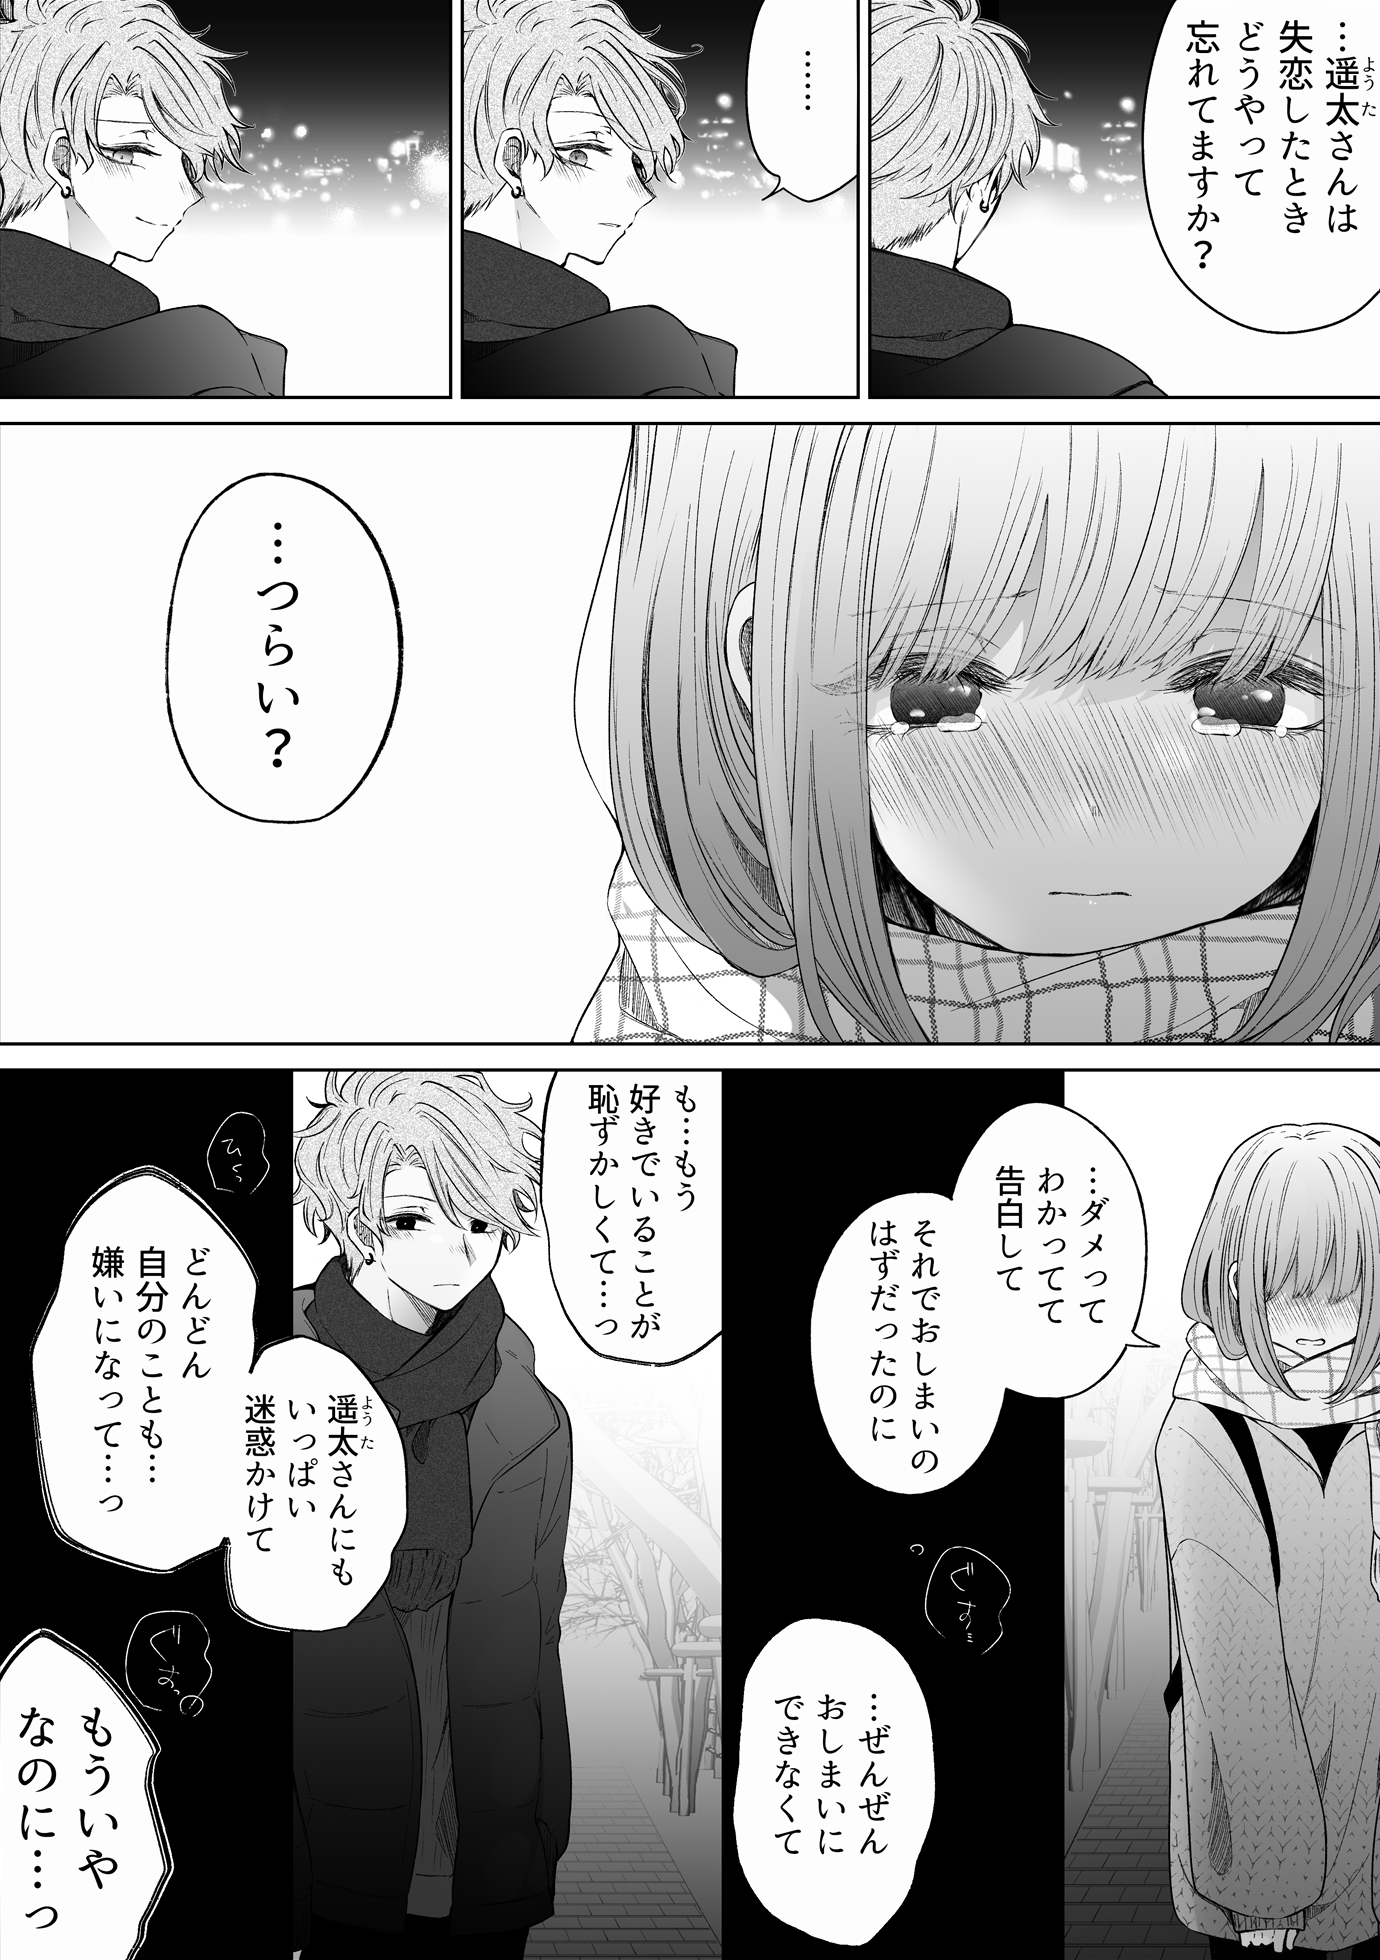 …遥太さんは
ようた
失恋したとき
どうやって
忘れてますか？
……
…つらい？
…ダメって
わかってて
告白して
それでおしまいの
はずだったのに
ぐすっ
…ぜんぜん
おしまいに
できなくて
も…もう
好きでいることが
恥ずかしくて…っ
遥太さんにも
ようた
いっぱい
迷惑かけて
ひくっ
どんどん
自分のことも…
嫌いになって…っ
もういや
なのに…っ